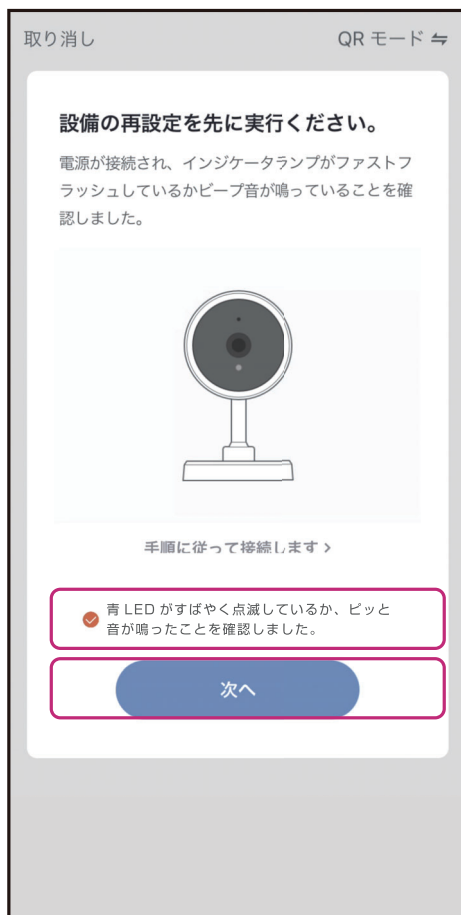 取り消し
QR モード ⇋
設備の再設定を先に実行ください。
電源が接続され、インジケータランプがファストフ
ラッシュしているかビープ音が鳴っていることを確
認しました。
手順に従って接続します >
青 LED がすばやく点滅しているか、ピッと
音が鳴ったことを確認しました。
次へ